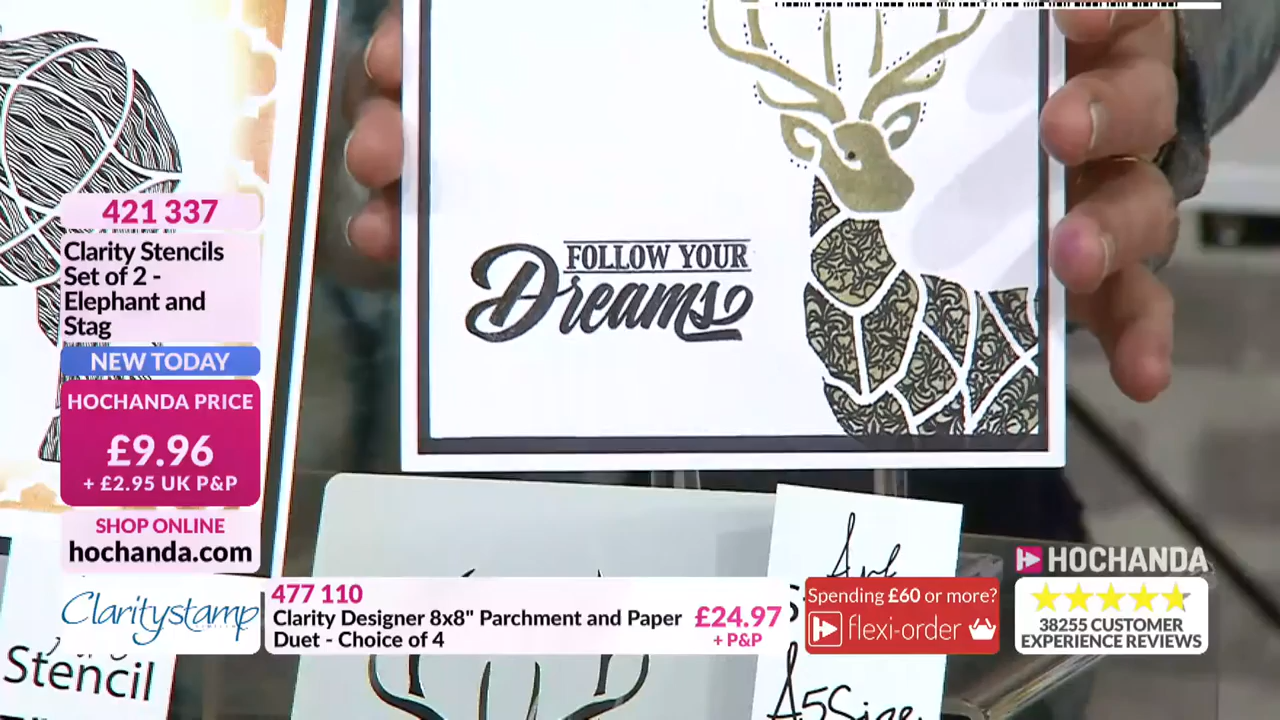 421 337
Clarity Stencils
Set of 2 -
Elephant and
Stag
NEW TODAY
HOCHANDA PRICE
£9.96
+ £2.95 UK P&P
SHOP ONLINE
hochanda.com
FOLLOW YOUR
Dreams
Claritystamp
477 110
Clarity Designer 8x8" Parchment and Paper
Duet - Choice of 4
£24.97
+ P&P
Spending £60 or more?
flexi-order
HOCHANDA
38255 CUSTOMER
EXPERIENCE REVIEWS
Stencil
A5Size